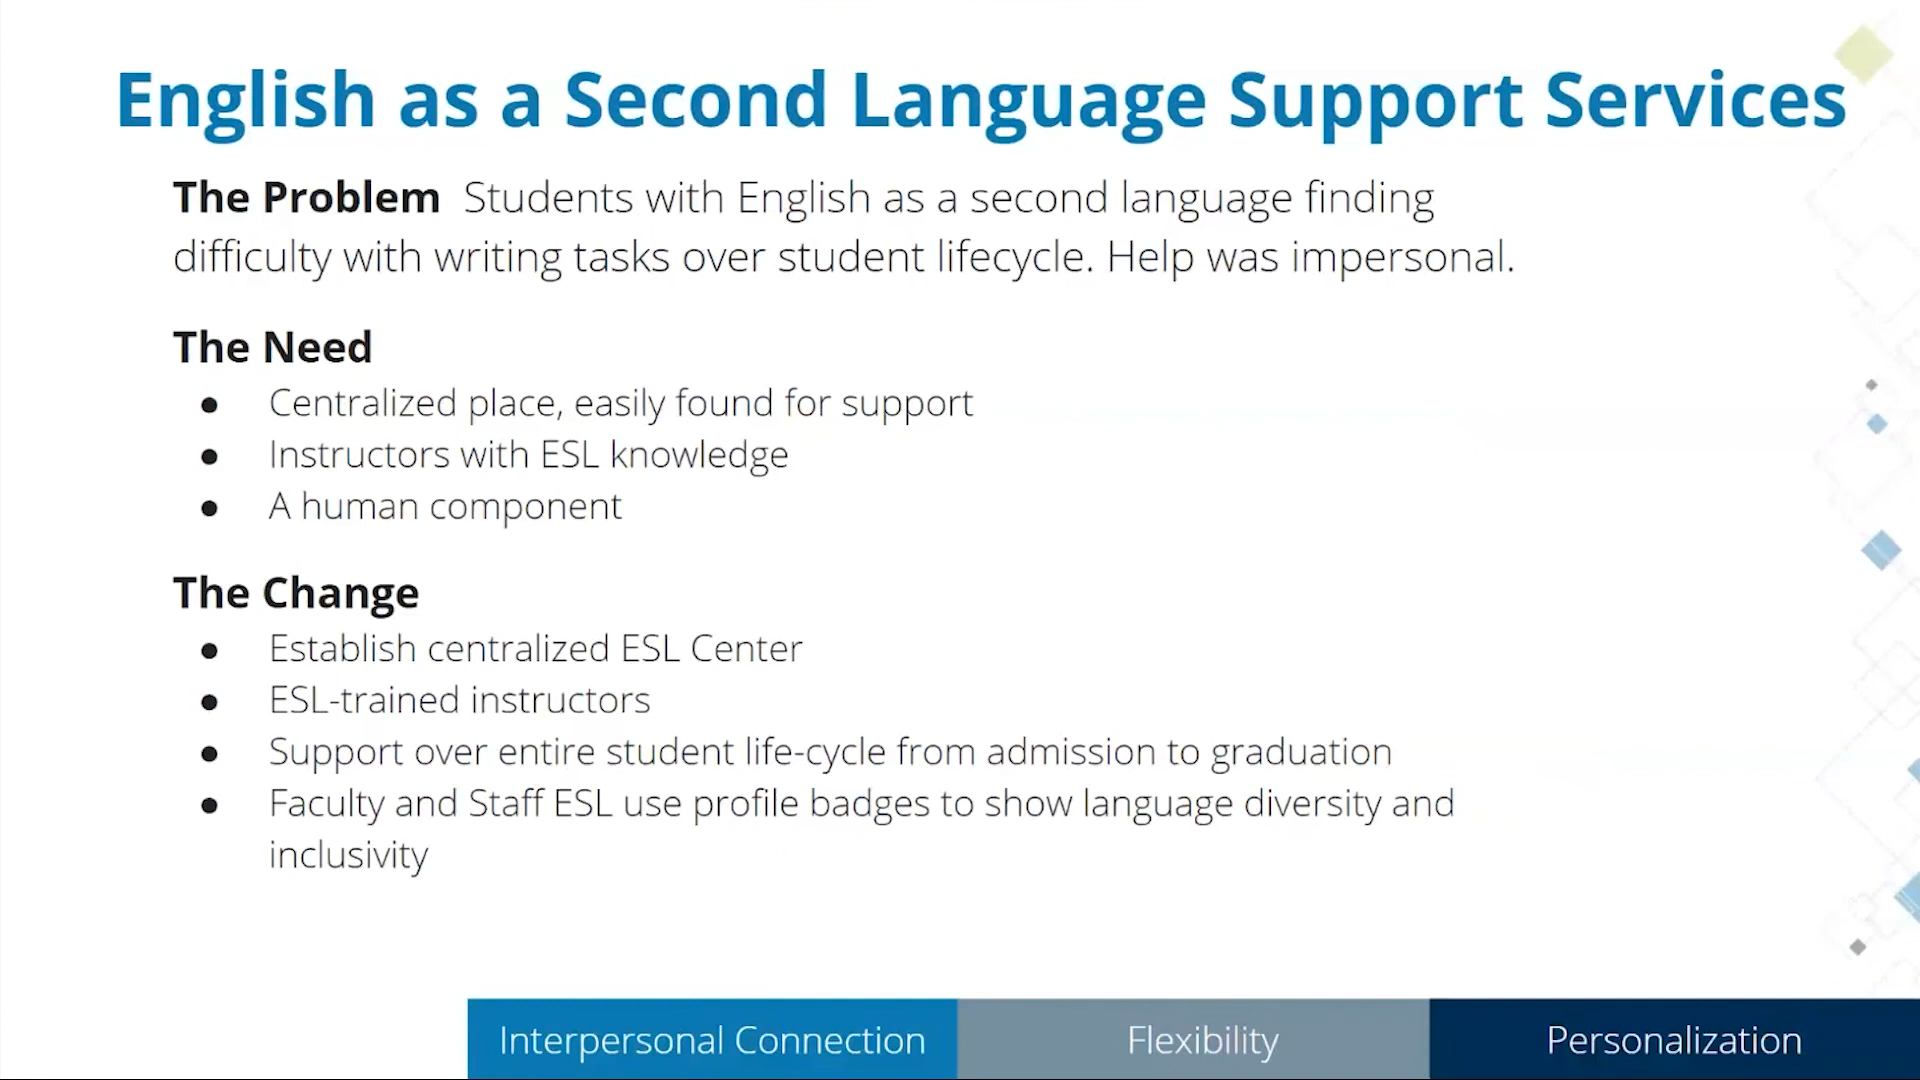 English as a Second Language Support Services
The Problem Students with English as a second language finding
difficulty with writing tasks over student lifecycle. Help was impersonal.
The Need
● Centralized place, easily found for support
● Instructors with ESL knowledge
● A human component
The Change
● Establish centralized ESL Center
● ESL-trained instructors
● Support over entire student life-cycle from admission to graduation
● Faculty and Staff ESL use profile badges to show language diversity and
inclusivity
Interpersonal Connection
Flexibility
Personalization